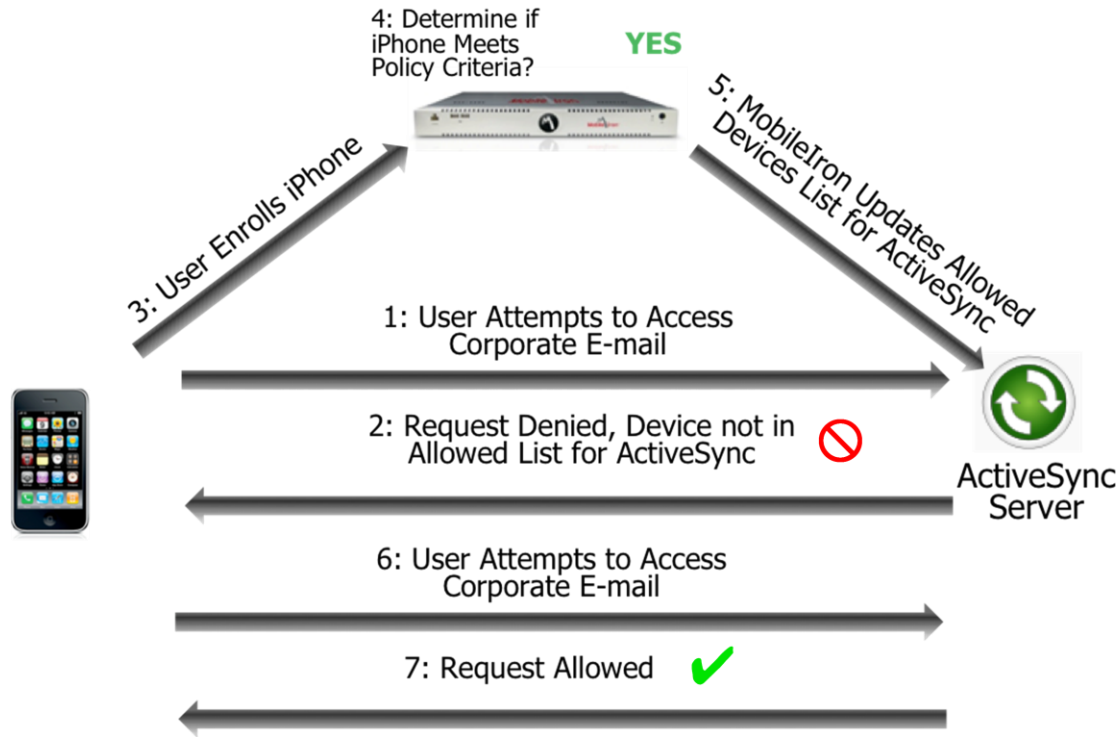 4: Determine if
iPhone Meets
Policy Criteria?
YES
5: MobileIron Updates Allowed
Devices List for ActiveSync
3: User Enrolls iPhone
1: User Attempts to Access
Corporate E-mail
2: Request Denied, Device not in
Allowed List for ActiveSync
ActiveSync
Server
6: User Attempts to Access
Corporate E-mail
7: Request Allowed